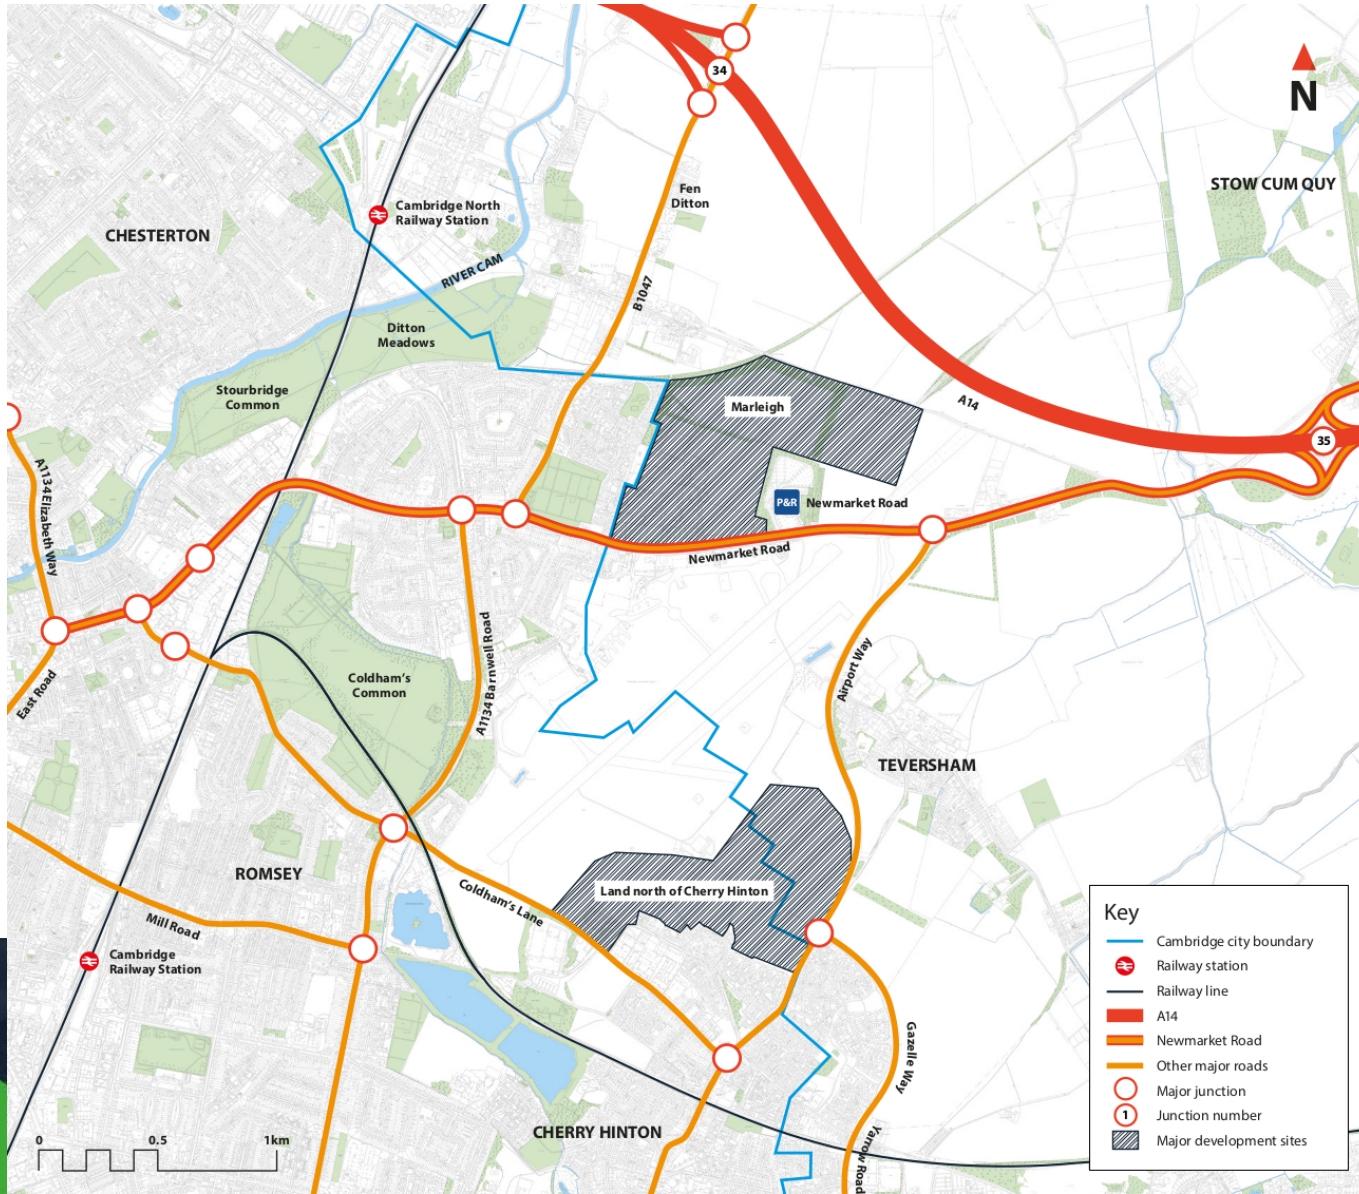 34
N
STOW CUM QUY
Fen
Ditton
Cambridge North
Railway Station
CHESTERTON
RIVER CAM
B1047
Ditton
Meadows
Stourbridge
Common
Marleigh
A14
35
A1134 Elizabeth Way
P&R
Newmarket Road
Newmarket Road
A1134 Barnwell Road
Airport Way
Coldham's
Common
East Road
TEVERSHAM
ROMSEY
Coldham's Lane
Land north of Cherry Hinton
Mill Road
Cambridge
Railway Station
Gazelle Way
Yarrow Road
CHERRY HINTON
0
0.5
1km
Key
Cambridge city boundary
Railway station
Railway line
A14
Newmarket Road
Other major roads
Major junction
1
Junction number
Major development sites